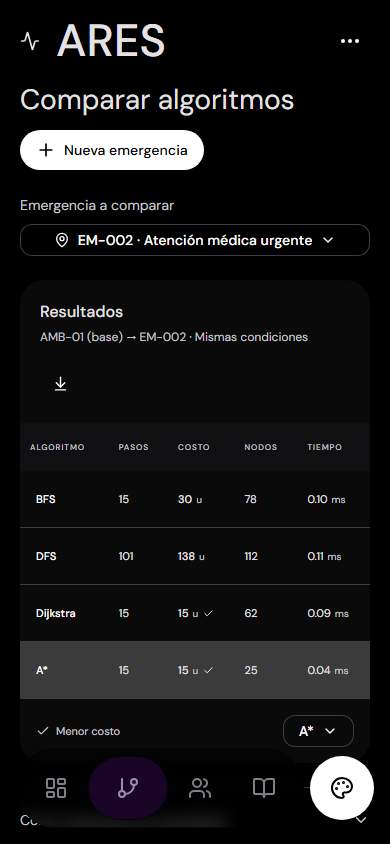 ARES
Comparar algoritmos
Nueva emergencia
Emergencia a comparar
EM-002 · Atención médica urgente
Resultados
AMB-01 (base) → EM-002 · Mismas condiciones
ALGORITMO PASOS COSTO NODOS TIEMPO
BFS 15 30 u 78 0.10 ms
DFS 101 138 u 112 0.11 ms
Dijkstra 15 15 u ✓ 62 0.09 ms
A* 15 15 u ✓ 25 0.04 ms
✓ Menor costo A*